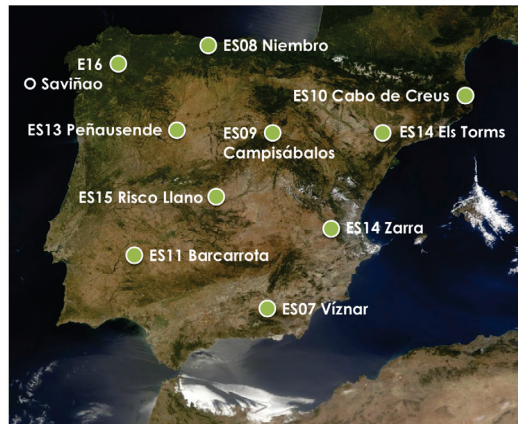 ES08 Niembro
E16
O Saviñao
ES10 Cabo de Creus
ES13 Peñausende
ES09
Campisábalos
ES14 Els Torms
ES15 Risco Llano
ES14 Zarra
ES11 Barcarrota
ES07 Víznar